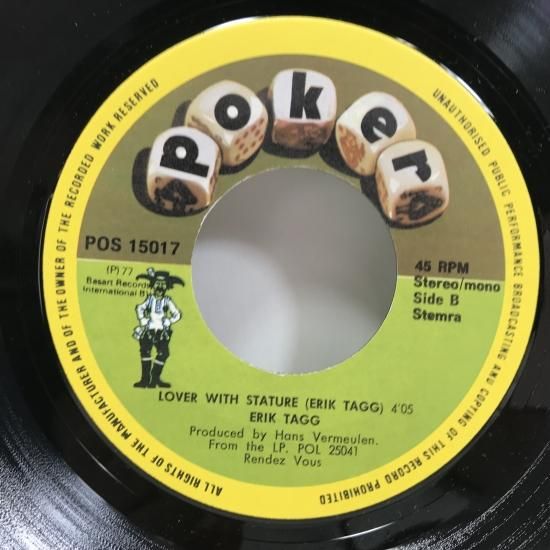 poker
POS 15017
(P) 77
Basart Records
International BV
45 RPM
Stereo/mono
Side B
Stemra
LOVER WITH STATURE (ERIK TAGG) 4'05
ERIK TAGG
Produced by Hans Vermeulen.
From the LP. POL 25041
Rendez Vous
ALL RIGHTS OF THE MANUFACTURER AND OF THE OWNER OF THE RECORDED WORK RESERVED
UNAUTHORISED PUBLIC PERFORMANCE BROADCASTING AND COPYING OF THIS RECORD PROHIBITED